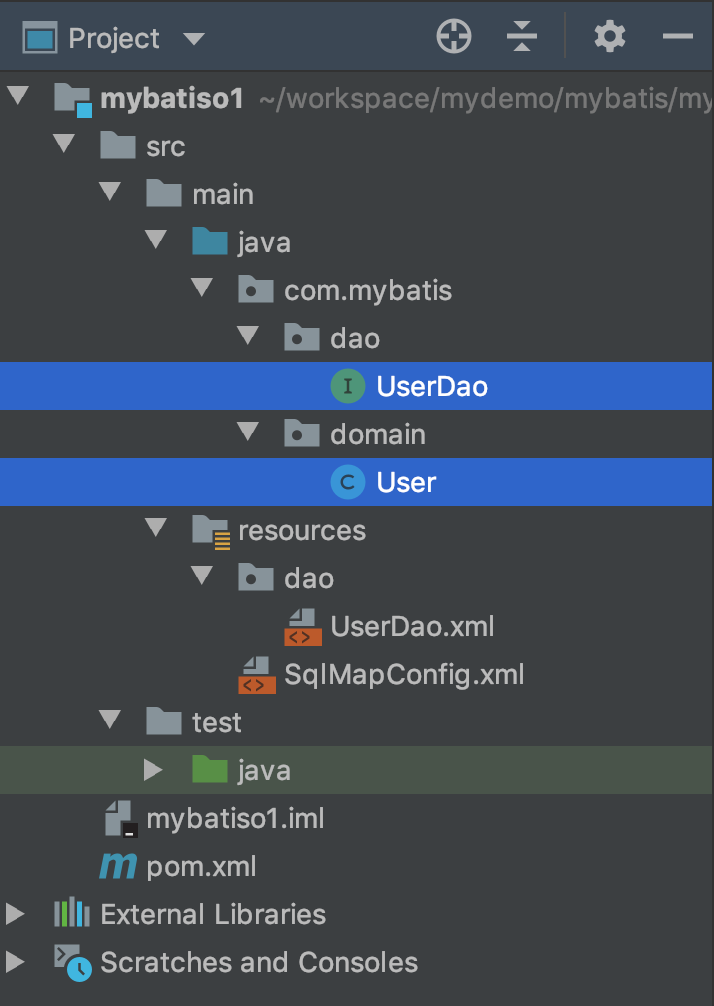 Project
mybatiso1 ~/workspace/mydemo/mybatis/my
src
main
java
com.mybatis
dao
I UserDao
domain
C User
resources
dao
<> UserDao.xml
<> SqlMapConfig.xml
test
java
mybatiso1.iml
m pom.xml
External Libraries
Scratches and Consoles